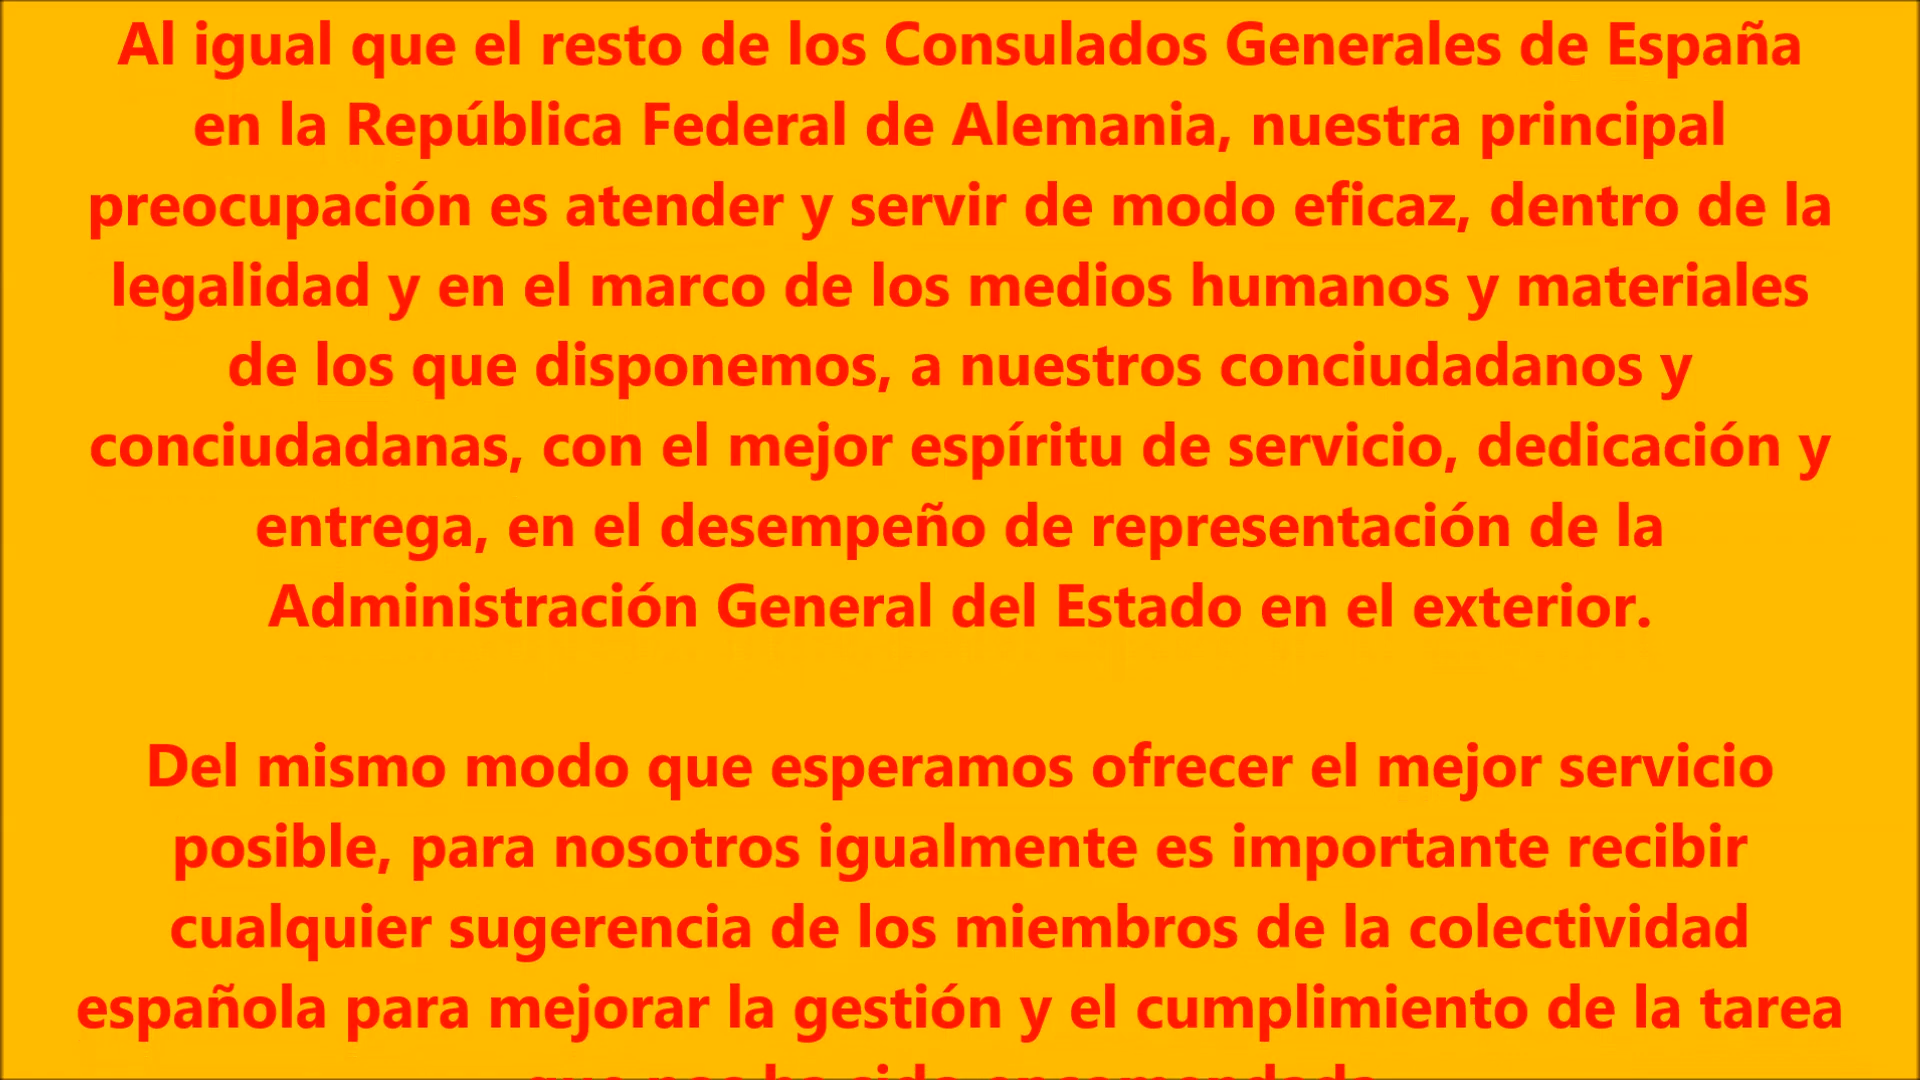 Al igual que el resto de los Consulados Generales de España
en la República Federal de Alemania, nuestra principal
preocupación es atender y servir de modo eficaz, dentro de la
legalidad y en el marco de los medios humanos y materiales
de los que disponemos, a nuestros conciudadanos y
conciudadanas, con el mejor espíritu de servicio, dedicación y
entrega, en el desempeño de representación de la
Administración General del Estado en el exterior.
Del mismo modo que esperamos ofrecer el mejor servicio
posible, para nosotros igualmente es importante recibir
cualquier sugerencia de los miembros de la colectividad
española para mejorar la gestión y el cumplimiento de la tarea